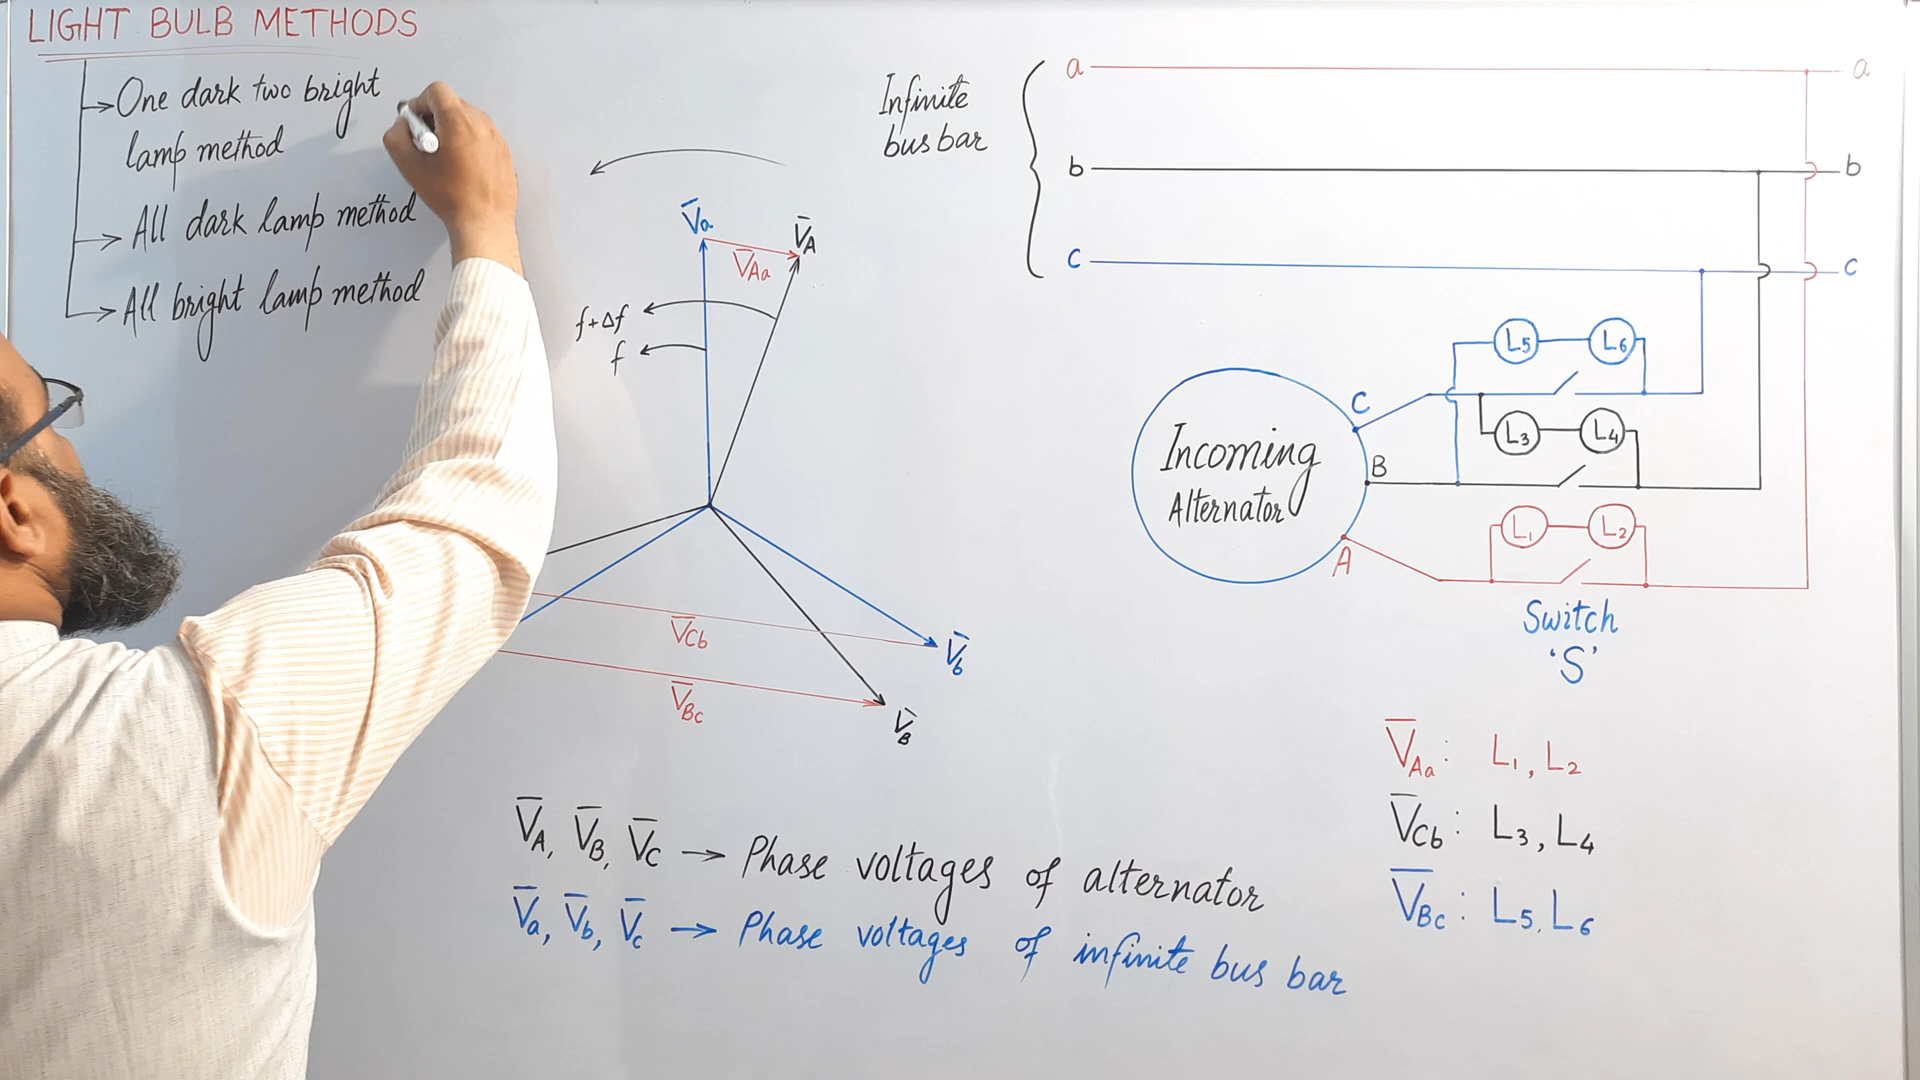 LIGHT BULB METHODS
One dark two bright
lamp method
All dark lamp method
All bright lamp method
V̅a
V̅A
V̅Aa
f+Δf
f
V̅Cb
V̅b
V̅Bc
V̅B
V̅A, V̅B, V̅C → Phase voltages of alternator
V̅a, V̅b, V̅c → Phase voltages of infinite bus bar
Infinite
bus bar
a a
b b
c c
L5 L6
C
L3 L4
B
Incoming
Alternator
L1 L2
A
Switch
'S'
V̅Aa : L1, L2
V̅Cb : L3, L4
V̅Bc : L5, L6